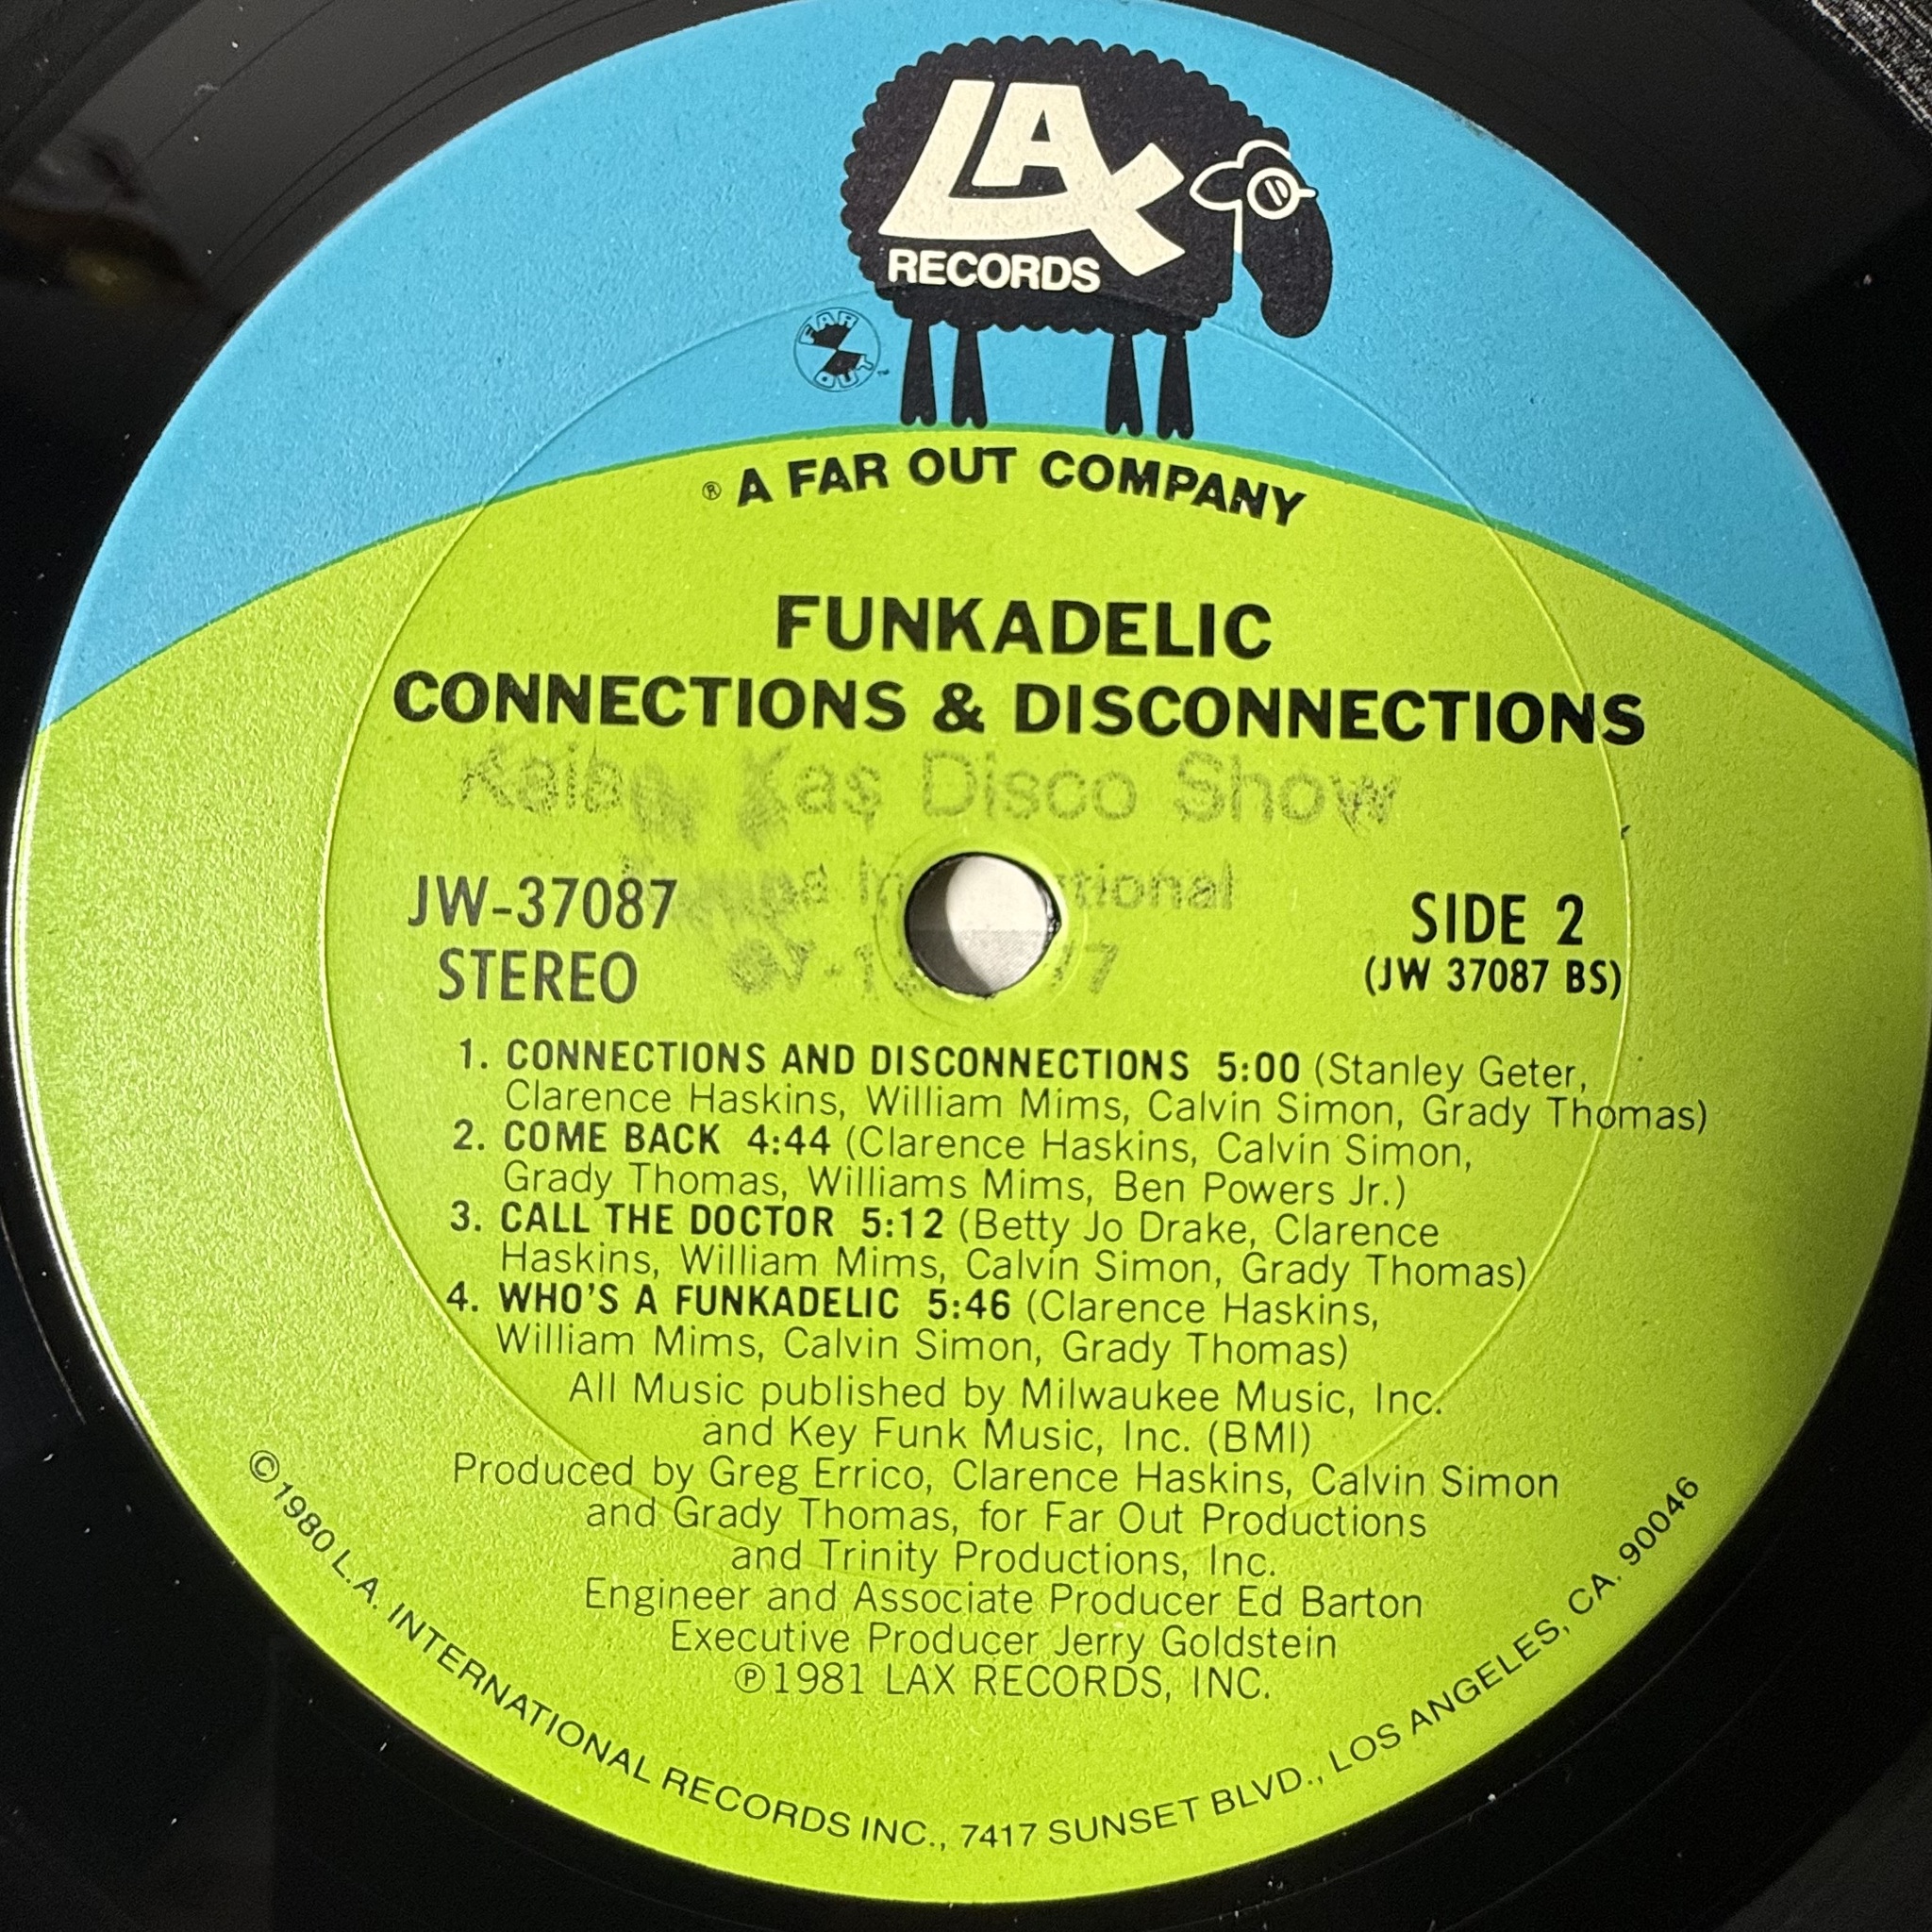 LAX
RECORDS
FAR
OUT™
® A FAR OUT COMPANY
FUNKADELIC
CONNECTIONS & DISCONNECTIONS
Kas Disco Show
JW-37087
STEREO
SIDE 2
(JW 37087 BS)
1. CONNECTIONS AND DISCONNECTIONS 5:00 (Stanley Geter,
Clarence Haskins, William Mims, Calvin Simon, Grady Thomas)
2. COME BACK 4:44 (Clarence Haskins, Calvin Simon,
Grady Thomas, Williams Mims, Ben Powers Jr.)
3. CALL THE DOCTOR 5:12 (Betty Jo Drake, Clarence
Haskins, William Mims, Calvin Simon, Grady Thomas)
4. WHO'S A FUNKADELIC 5:46 (Clarence Haskins,
William Mims, Calvin Simon, Grady Thomas)
All Music published by Milwaukee Music, Inc.
and Key Funk Music, Inc. (BMI)
Produced by Greg Errico, Clarence Haskins, Calvin Simon
and Grady Thomas, for Far Out Productions
and Trinity Productions, Inc.
Engineer and Associate Producer Ed Barton
Executive Producer Jerry Goldstein
℗1981 LAX RECORDS, INC.
©1980 L.A. INTERNATIONAL RECORDS INC., 7417 SUNSET BLVD., LOS ANGELES, CA. 90046